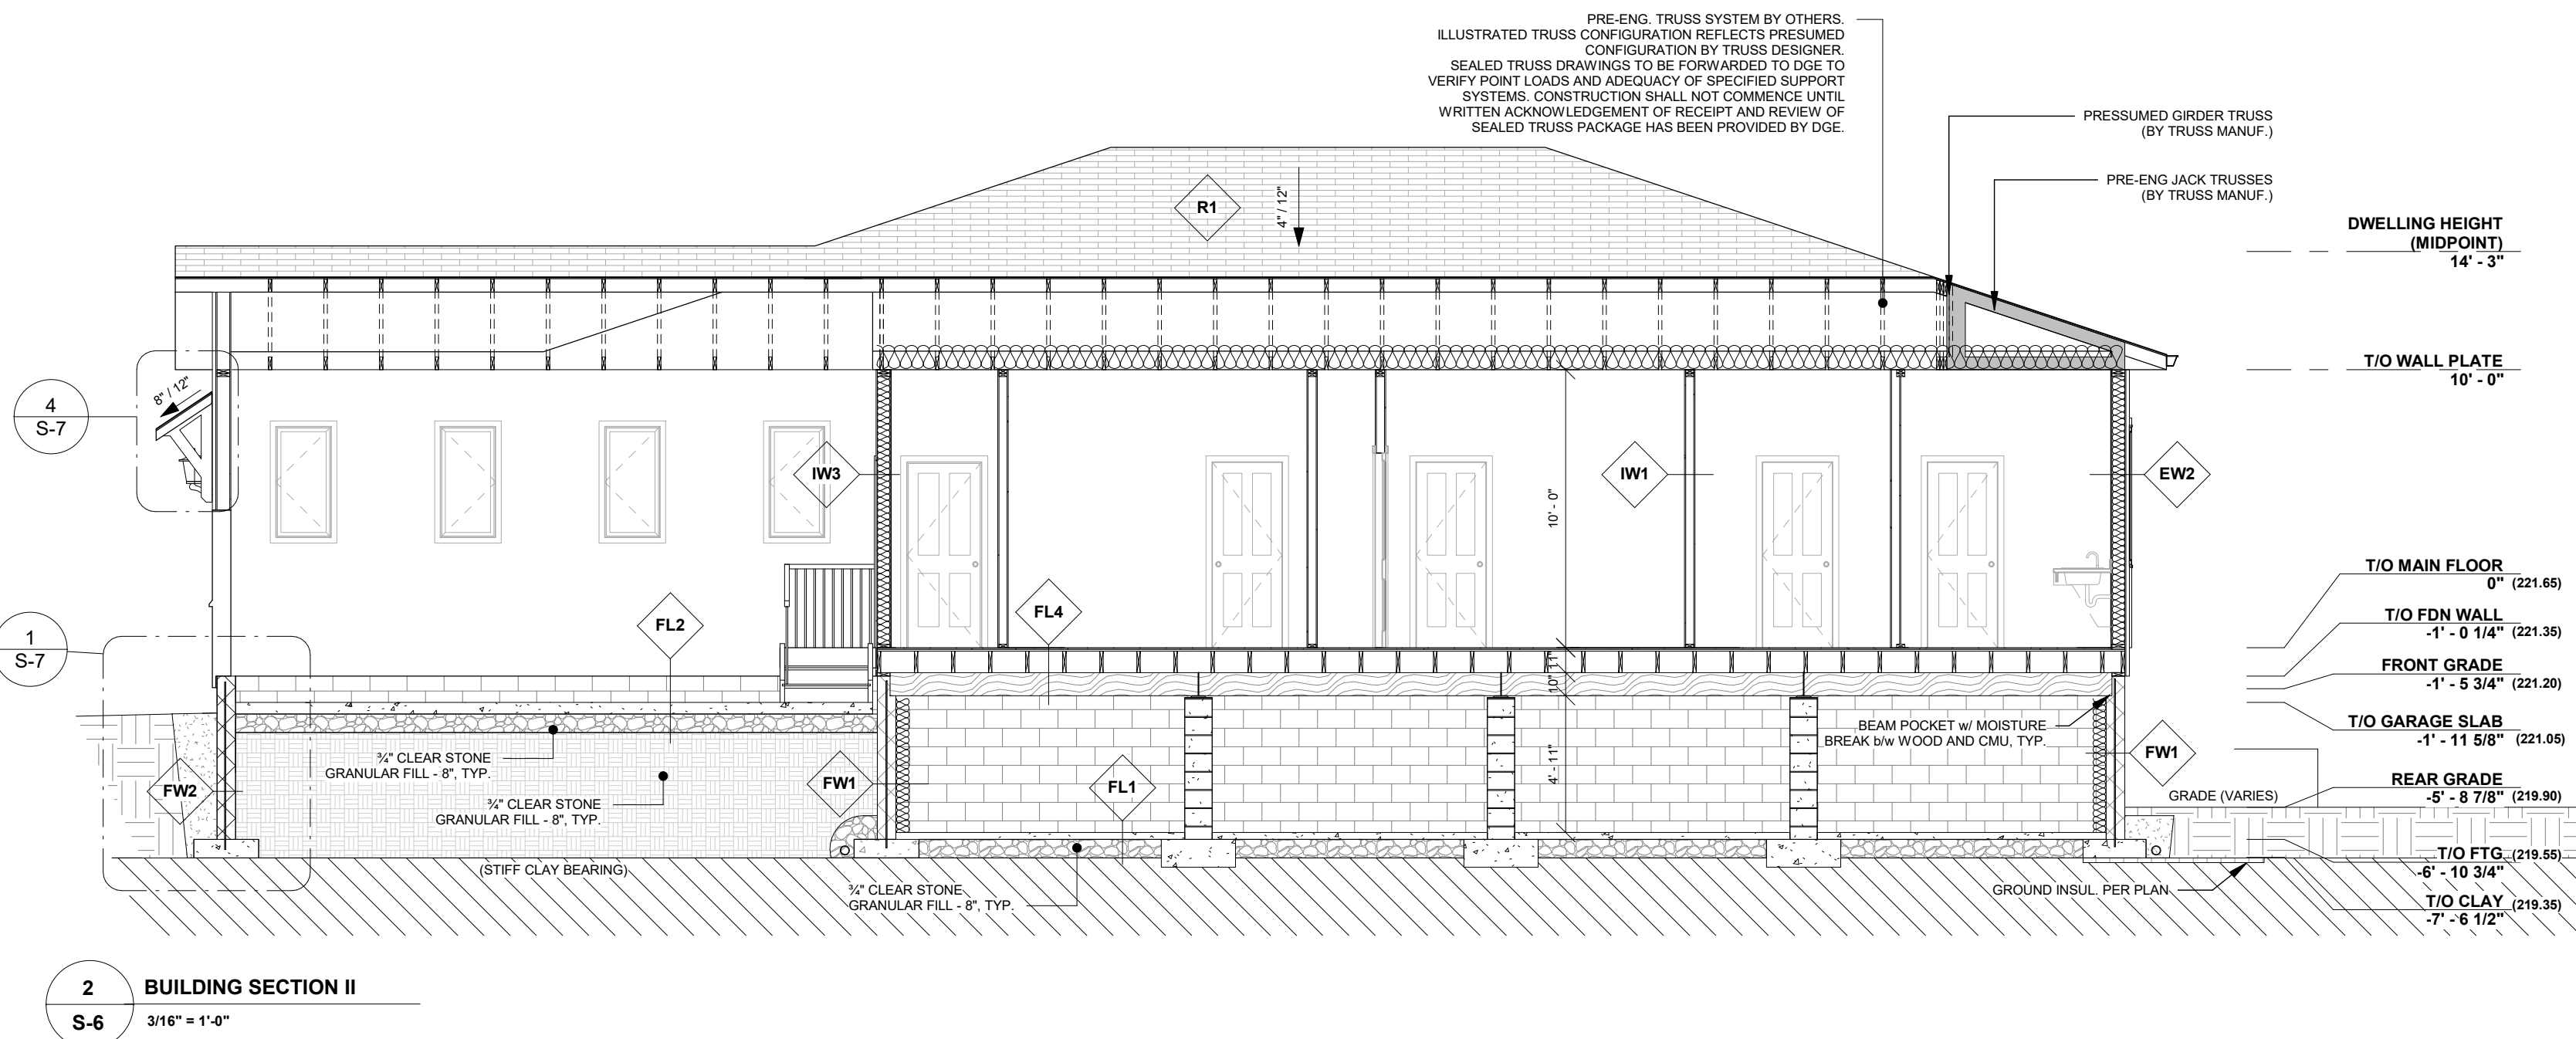 PRE-ENG. TRUSS SYSTEM BY OTHERS.
ILLUSTRATED TRUSS CONFIGURATION REFLECTS PRESUMED
CONFIGURATION BY TRUSS DESIGNER.
SEALED TRUSS DRAWINGS TO BE FORWARDED TO DGE TO
VERIFY POINT LOADS AND ADEQUACY OF SPECIFIED SUPPORT
SYSTEMS. CONSTRUCTION SHALL NOT COMMENCE UNTIL
WRITTEN ACKNOWLEDGEMENT OF RECEIPT AND REVIEW OF
SEALED TRUSS PACKAGE HAS BEEN PROVIDED BY DGE.
PRESSUMED GIRDER TRUSS
(BY TRUSS MANUF.)
PRE-ENG JACK TRUSSES
(BY TRUSS MANUF.)
R1
4" / 12"
DWELLING HEIGHT
(MIDPOINT)
14' - 3"
T/O WALL PLATE
10' - 0"
4
S-7
8" / 12"
IW3
IW1
EW2
10' - 0"
1
S-7
FL2
FL4
11"
10"
4' - 11"
T/O MAIN FLOOR
0" (221.65)
T/O FDN WALL
-1' - 0 1/4" (221.35)
FRONT GRADE
-1' - 5 3/4" (221.20)
T/O GARAGE SLAB
-1' - 11 5/8" (221.05)
REAR GRADE
-5' - 8 7/8" (219.90)
T/O FTG (219.55)
-6' - 10 3/4"
T/O CLAY (219.35)
-7' - 6 1/2"
BEAM POCKET w/ MOISTURE
BREAK b/w WOOD AND CMU, TYP.
FW1
GRADE (VARIES)
¾" CLEAR STONE
GRANULAR FILL - 8", TYP.
FW2
¾" CLEAR STONE
GRANULAR FILL - 8", TYP.
FW1
FL1
(STIFF CLAY BEARING)
¾" CLEAR STONE
GRANULAR FILL - 8", TYP.
GROUND INSUL. PER PLAN
2
S-6
BUILDING SECTION II
3/16" = 1'-0"